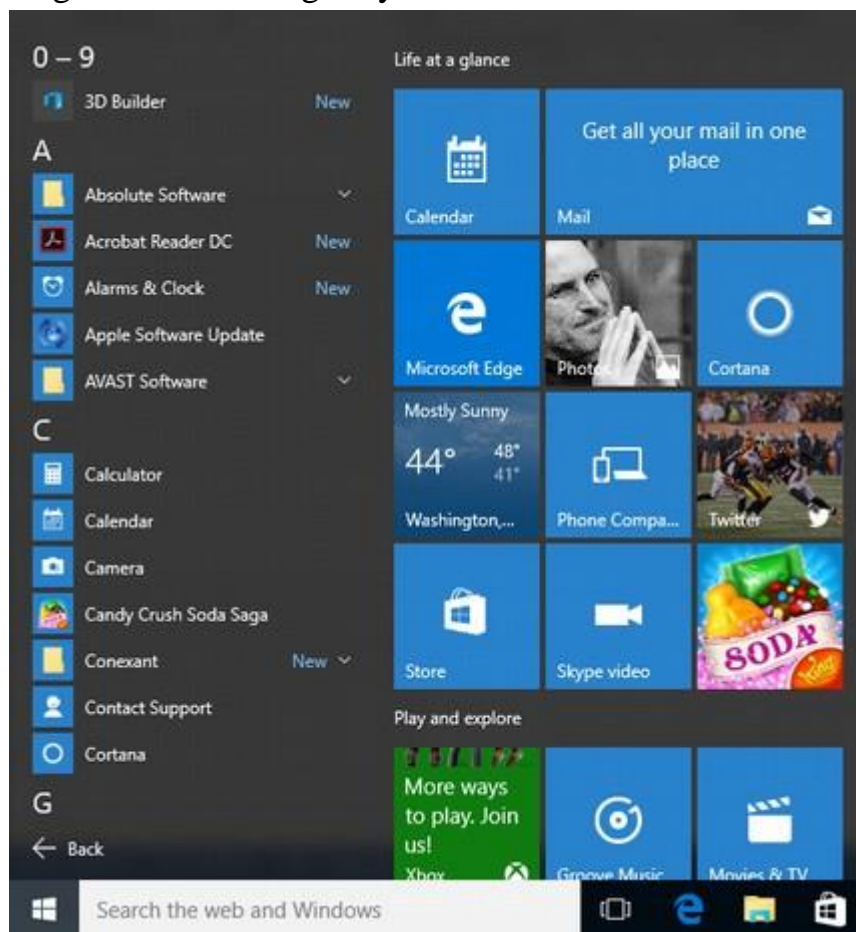 0 – 9
3D Builder New
A
Absolute Software
Acrobat Reader DC New
Alarms & Clock New
Apple Software Update
AVAST Software
C
Calculator
Calendar
Camera
Candy Crush Soda Saga
Conexant New
Contact Support
Cortana
G
Back
Life at a glance
Calendar
Get all your mail in one
place
Mail
Microsoft Edge
Photos
Cortana
Mostly Sunny
44° 48°
41°
Washington,...
Phone Compa...
Twitter
Store
Skype video
SODA
King
Play and explore
More ways
to play. Join
us!
Xbox
Groove Music
Movies & TV
Search the web and Windows